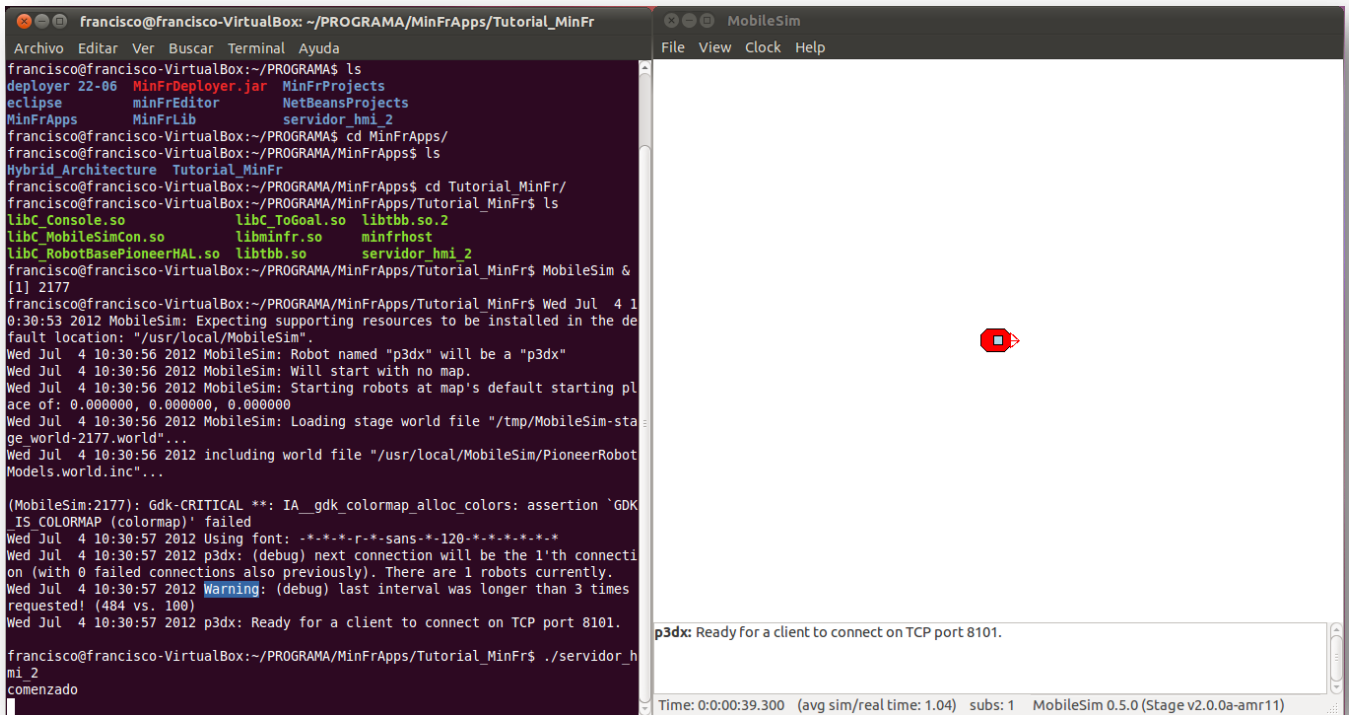 francisco@francisco-VirtualBox: ~/PROGRAMA/MinFrApps/Tutorial_MinFr
Archivo Editar Ver Buscar Terminal Ayuda
francisco@francisco-VirtualBox:~/PROGRAMA$ ls
deployer 22-06 MinFrDeployer.jar MinFrProjects
eclipse minFrEditor NetBeansProjects
MinFrApps MinFrLib servidor_hmi_2
francisco@francisco-VirtualBox:~/PROGRAMA$ cd MinFrApps/
francisco@francisco-VirtualBox:~/PROGRAMA/MinFrApps$ ls
Hybrid_Architecture Tutorial_MinFr
francisco@francisco-VirtualBox:~/PROGRAMA/MinFrApps$ cd Tutorial_MinFr/
francisco@francisco-VirtualBox:~/PROGRAMA/MinFrApps/Tutorial_MinFr$ ls
libC_Console.so libC_ToGoal.so libtbb.so.2
libC_MobileSimCon.so libminfr.so minfrhost
libC_RobotBasePioneerHAL.so libtbb.so servidor_hmi_2
francisco@francisco-VirtualBox:~/PROGRAMA/MinFrApps/Tutorial_MinFr$ MobileSim &
[1] 2177
francisco@francisco-VirtualBox:~/PROGRAMA/MinFrApps/Tutorial_MinFr$ Wed Jul  4 1
0:30:53 2012 MobileSim: Expecting supporting resources to be installed in the de
fault location: "/usr/local/MobileSim".
Wed Jul  4 10:30:56 2012 MobileSim: Robot named "p3dx" will be a "p3dx"
Wed Jul  4 10:30:56 2012 MobileSim: Will start with no map.
Wed Jul  4 10:30:56 2012 MobileSim: Starting robots at map's default starting pl
ace of: 0.000000, 0.000000, 0.000000
Wed Jul  4 10:30:56 2012 MobileSim: Loading stage world file "/tmp/MobileSim-sta
ge_world-2177.world"...
Wed Jul  4 10:30:56 2012 including world file "/usr/local/MobileSim/PioneerRobot
Models.world.inc"...
(MobileSim:2177): Gdk-CRITICAL **: IA__gdk_colormap_alloc_colors: assertion `GDK
_IS_COLORMAP (colormap)' failed
Wed Jul  4 10:30:57 2012 Using font: -*-*-*-r-*-sans-*-120-*-*-*-*-*-*
Wed Jul  4 10:30:57 2012 p3dx: (debug) next connection will be the 1'th connecti
on (with 0 failed connections also previously). There are 1 robots currently.
Wed Jul  4 10:30:57 2012 Warning: (debug) last interval was longer than 3 times
requested! (484 vs. 100)
Wed Jul  4 10:30:57 2012 p3dx: Ready for a client to connect on TCP port 8101.
francisco@francisco-VirtualBox:~/PROGRAMA/MinFrApps/Tutorial_MinFr$ ./servidor_h
mi_2
comenzado
MobileSim
File View Clock Help
p3dx: Ready for a client to connect on TCP port 8101.
Time: 0:0:00:39.300 (avg sim/real time: 1.04) subs: 1 MobileSim 0.5.0 (Stage v2.0.0a-amr11)